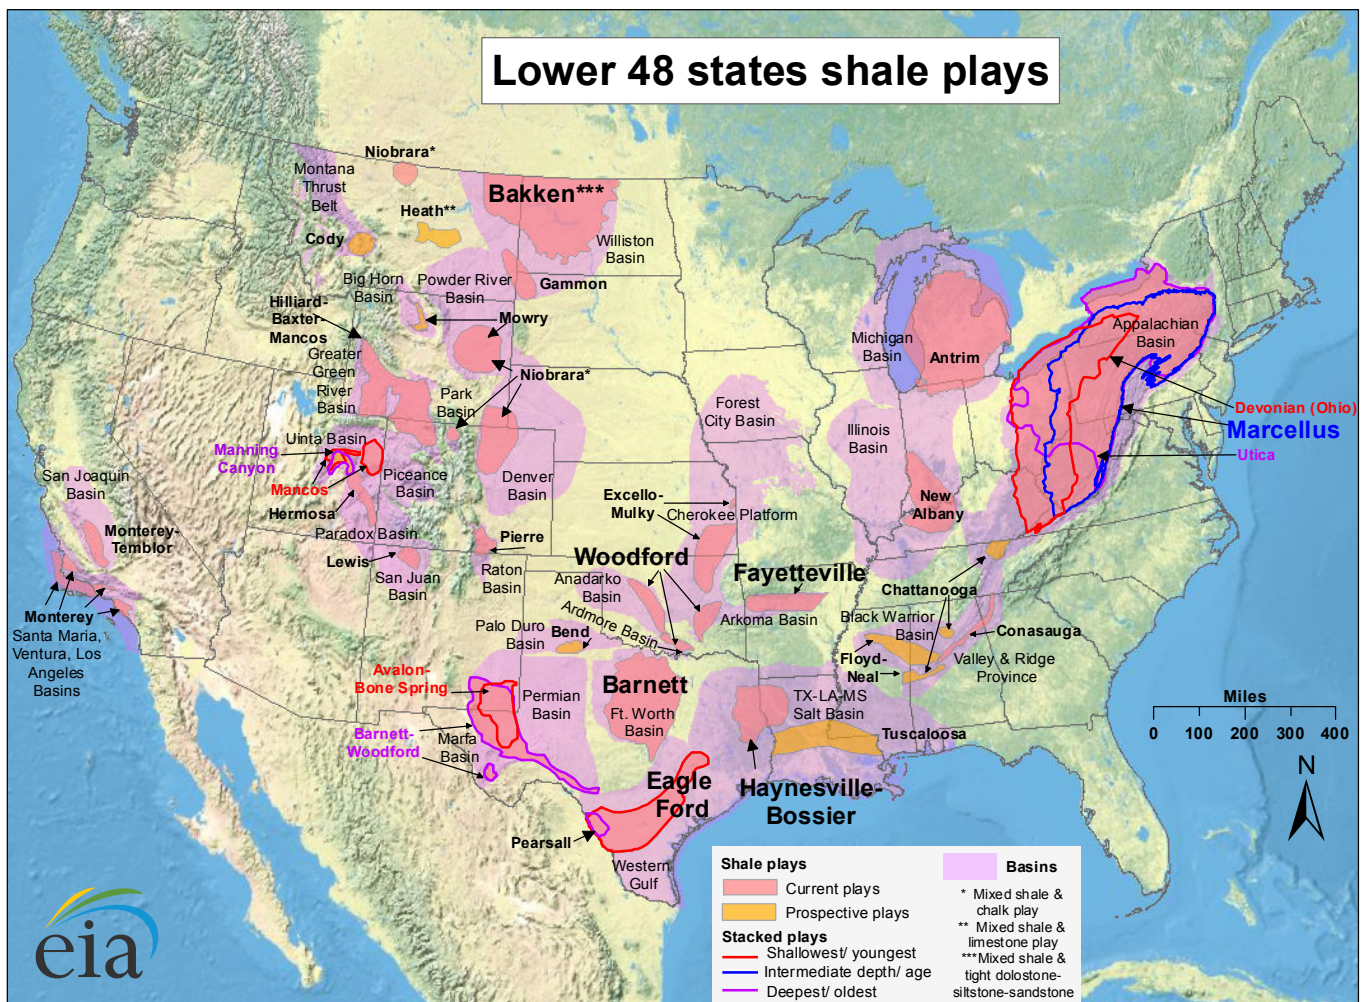 Lower 48 states shale plays
Niobrara*
Montana
Thrust
Belt
Bakken***
Heath**
Cody
Williston
Basin
Big Horn
Basin
Powder River
Basin
Gammon
Hilliard-
Baxter-
Mancos
Mowry
Greater
Green
River
Basin
Niobrara*
Park
Basin
Michigan
Basin
Antrim
Appalachian
Basin
Devonian (Ohio)
Marcellus
Utica
Forest
City Basin
Illinois
Basin
Uinta Basin
Manning
Canyon
Mancos
Piceance
Basin
Denver
Basin
San Joaquin
Basin
Hermosa
Excello-
Mulky
Cherokee Platform
New
Albany
Monterey-
Temblor
Paradox Basin
Pierre
Lewis
San Juan
Basin
Raton
Basin
Woodford
Anadarko
Basin
Fayetteville
Chattanooga
Monterey
Santa Maria,
Ventura, Los
Angeles
Basins
Ardmore Basin
Arkoma Basin
Black Warrior
Basin
Conasauga
Palo Duro
Basin
Bend
Floyd-
Neal
Valley & Ridge
Province
Avalon-
Bone Spring
Permian
Basin
Barnett
Ft. Worth
Basin
TX-LA-MS
Salt Basin
Tuscaloosa
Barnett-
Woodford
Marfa
Basin
Eagle
Ford
Haynesville-
Bossier
Pearsall
Western
Gulf
Miles
0 100 200 300 400
N
Shale plays
Current plays
Prospective plays
Stacked plays
Shallowest/ youngest
Intermediate depth/ age
Deepest/ oldest
Basins
* Mixed shale &
chalk play
** Mixed shale &
limestone play
***Mixed shale &
tight dolostone-
siltstone-sandstone
eia